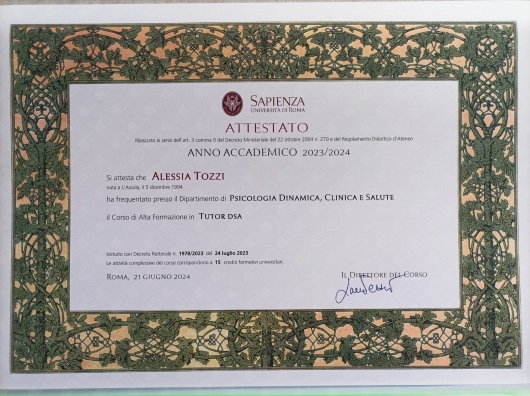 SAPIENZA
UNIVERSITÀ DI ROMA
ATTESTATO
Rilasciato ai sensi dell'art. 3 comma 9 del Decreto Ministeriale del 22 ottobre 2004 n. 270 e del Regolamento Didattico d'Ateneo
ANNO ACCADEMICO 2023/2024
Si attesta che ALESSIA TOZZI
nata a L'Aquila, il 5 dicembre 1994
ha frequentato presso il Dipartimento di PSICOLOGIA DINAMICA, CLINICA E SALUTE
il Corso di Alta Formazione in TUTOR DSA
Istituito con Decreto Rettorale n. 1978/2023 del 24 luglio 2023
Le attività complessive del corso corrispondono a 15 crediti formativi universitari.
ROMA, 21 GIUGNO 2024
IL DIRETTORE DEL CORSO